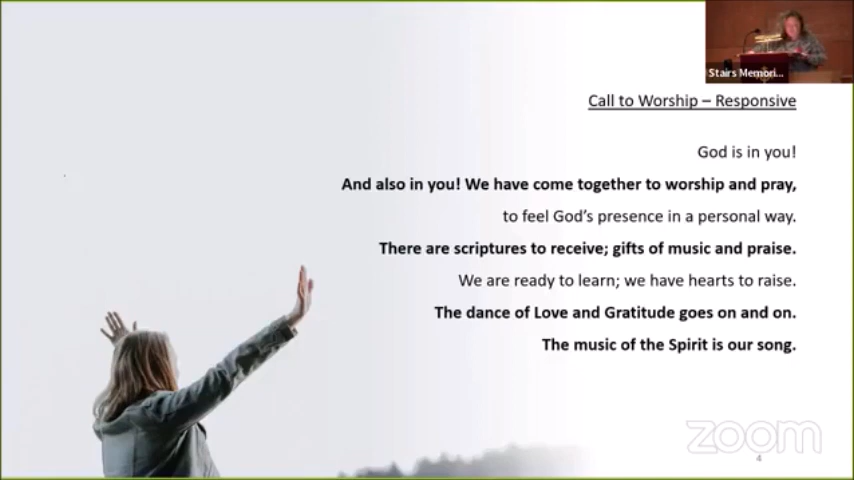 Stairs Memori...
Call to Worship – Responsive
God is in you!
And also in you! We have come together to worship and pray,
to feel God's presence in a personal way.
There are scriptures to receive; gifts of music and praise.
We are ready to learn; we have hearts to raise.
The dance of Love and Gratitude goes on and on.
The music of the Spirit is our song.
zoom
4